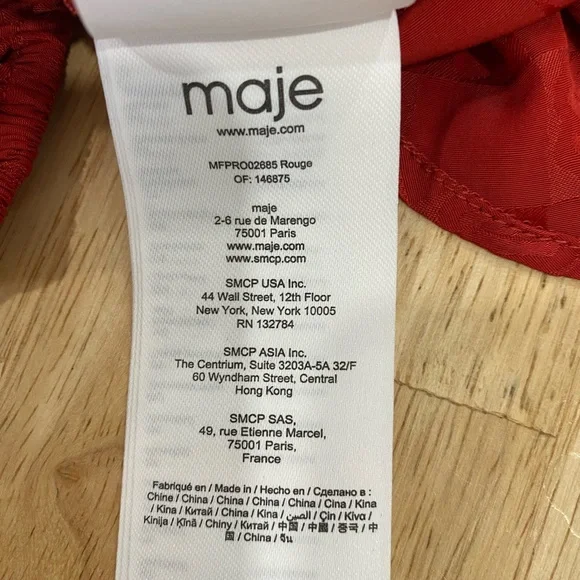 maje
www.maje.com
MFPRO02685 Rouge
OF: 146875
maje
2-6 rue de Marengo
75001 Paris
www.maje.com
www.smcp.com
SMCP USA Inc.
44 Wall Street, 12th Floor
New York, New York 10005
RN 132784
SMCP ASIA Inc.
The Centrium, Suite 3203A-5A 32/F
60 Wyndham Street, Central
Hong Kong
SMCP SAS,
49, rue Etienne Marcel,
75001 Paris,
France
Fabriqué en / Made in / Hecho en / Сделано в :
Chine / China / China / China / China / Cina / Kina
/ Kina / Китай / China / Kina / الصين / Çin / Κίνα /
Kinija / Ķīnā / Chiny / Китай / 中国 / 中國 / 중국 / 中
国 / China / จีน